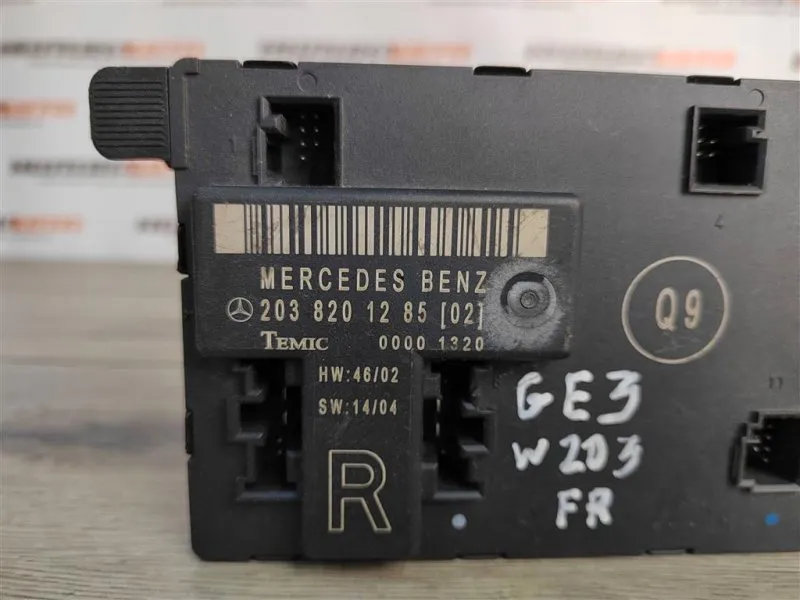 MERCEDES BENZ
203 820 12 85 [02]
TEMIC 0000 1320
HW:46/02
SW:14/04
R
Q9
4
GE3
W203
FR